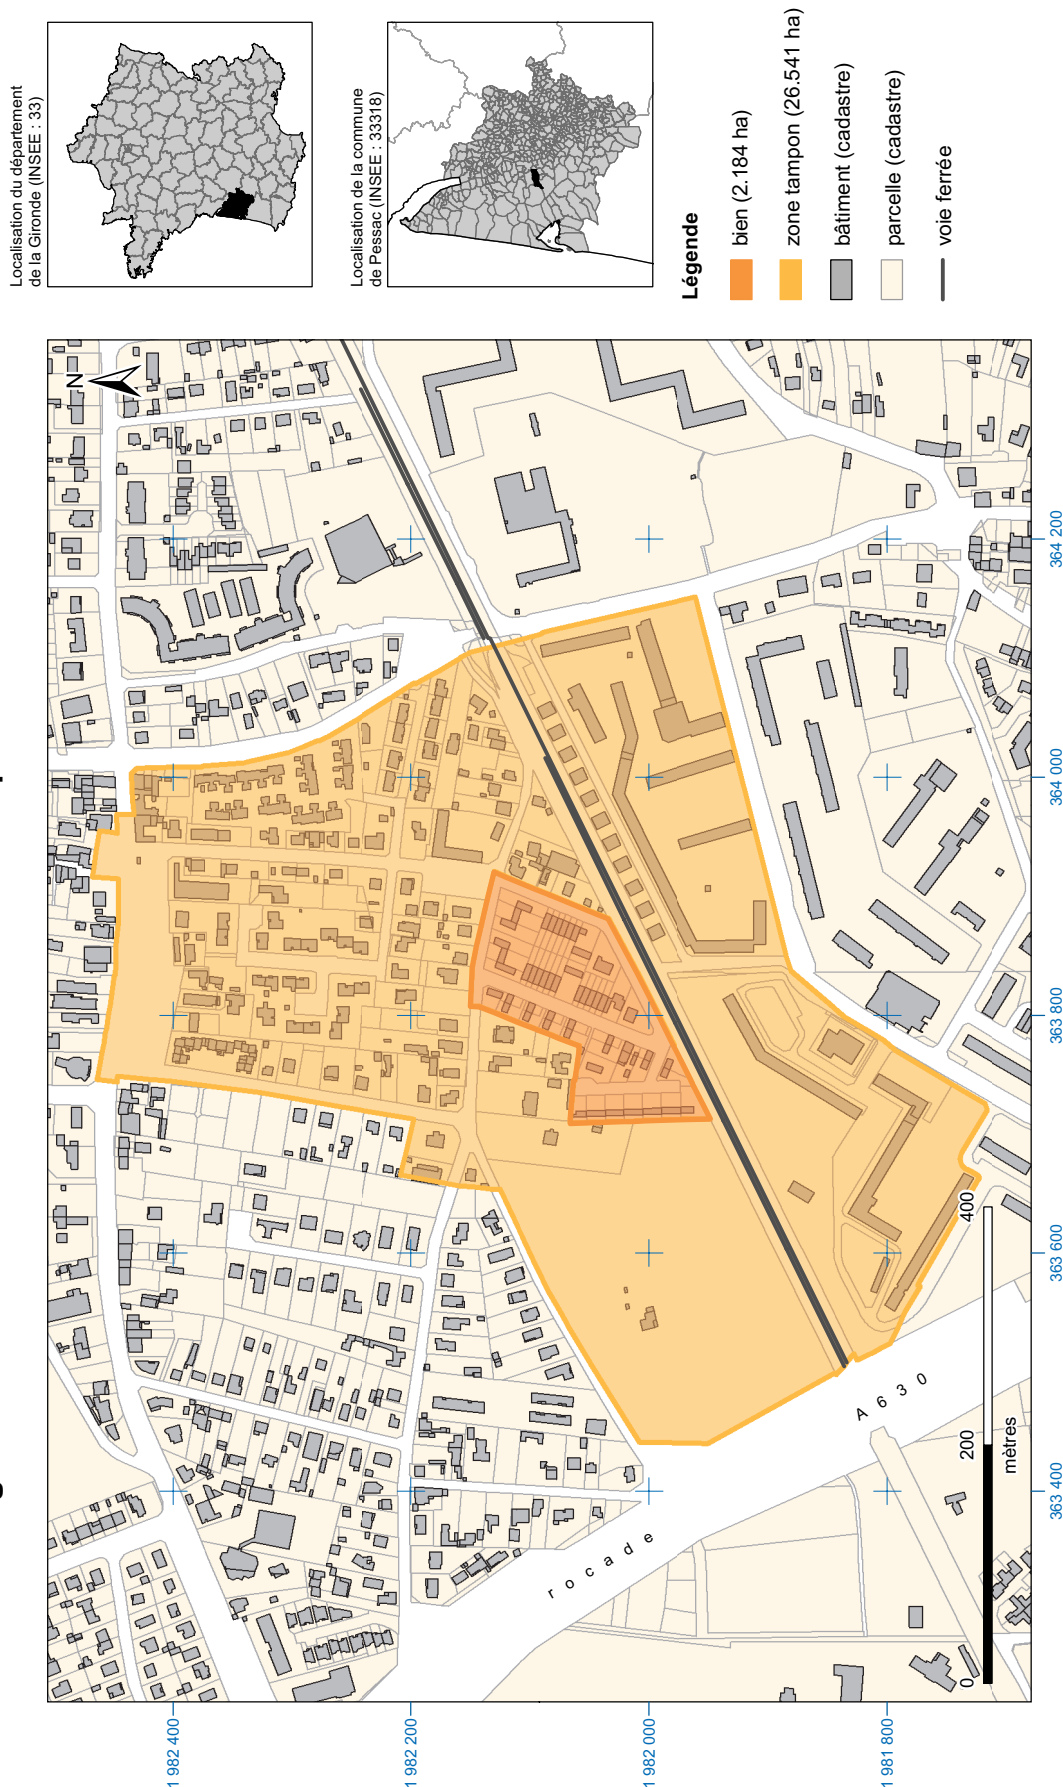 Localisation du département
de la Gironde (INSEE : 33)
Localisation de la commune
de Pessac (INSEE : 33318)
Légende
bien (2.184 ha)
zone tampon (26.541 ha)
bâtiment (cadastre)
parcelle (cadastre)
voie ferrée
N
rocade
A630
0
200
400
mètres
1 982 400
1 982 200
1 982 000
1 981 800
363 400
363 600
363 800
364 000
364 200